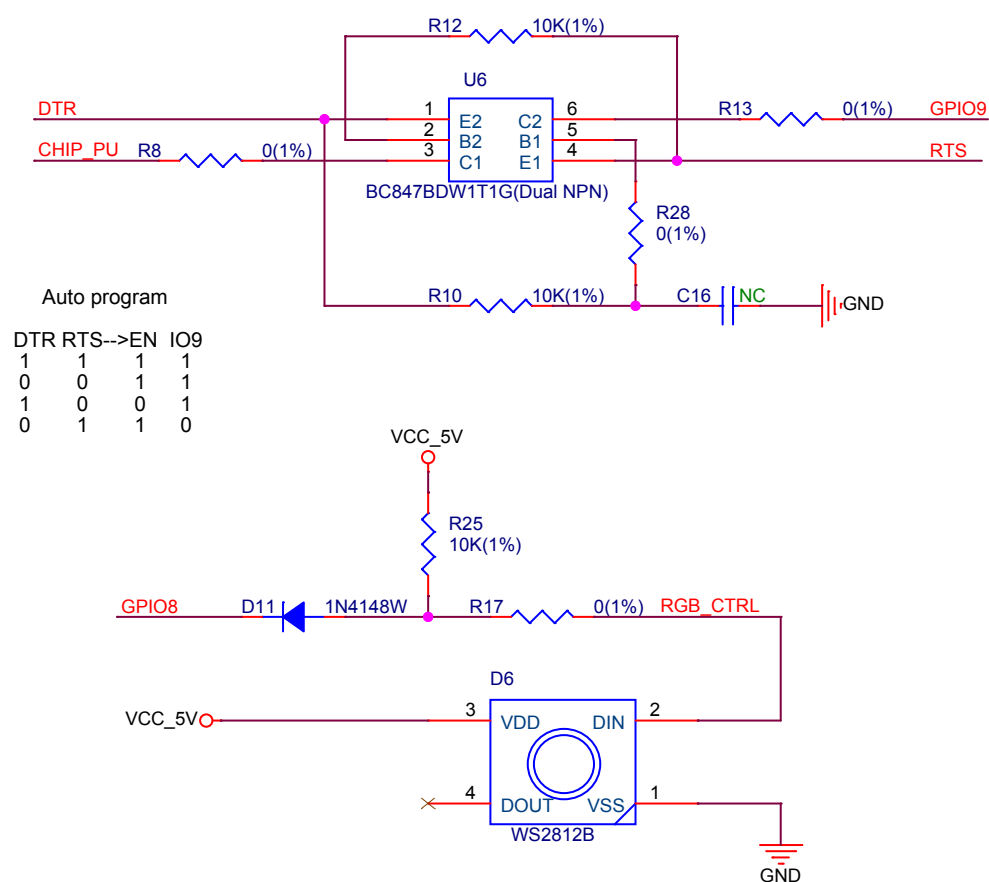 R12 10K(1%)
U6
DTR 1 E2 C2 6 R13 0(1%) GPIO9
2 B2 B1 5
CHIP_PU R8 0(1%) 3 C1 E1 4 RTS
BC847BDW1T1G(Dual NPN)
R28
0(1%)
R10 10K(1%) C16 NC GND
Auto program
DTR RTS-->EN IO9
1 1 1 1
0 0 1 1
1 0 0 1
0 1 1 0
VCC_5V
R25
10K(1%)
GPIO8 D11 1N4148W R17 0(1%) RGB_CTRL
D6
VCC_5V 3 VDD DIN 2
4 DOUT VSS 1
WS2812B
GND